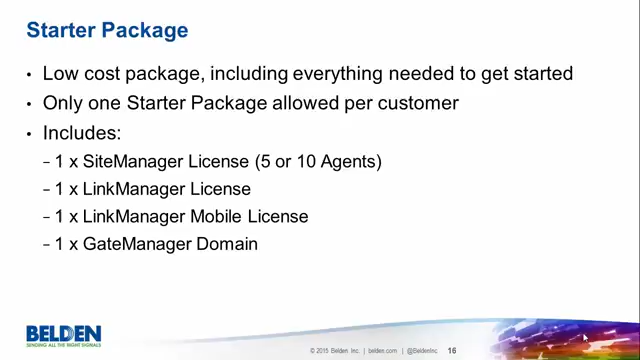 Starter Package
• Low cost package, including everything needed to get started
• Only one Starter Package allowed per customer
• Includes:
– 1 x SiteManager License (5 or 10 Agents)
– 1 x LinkManager License
– 1 x LinkManager Mobile License
– 1 x GateManager Domain
BELDEN
SENDING ALL THE RIGHT SIGNALS
© 2015 Belden Inc. | belden.com | @BeldenInc 16